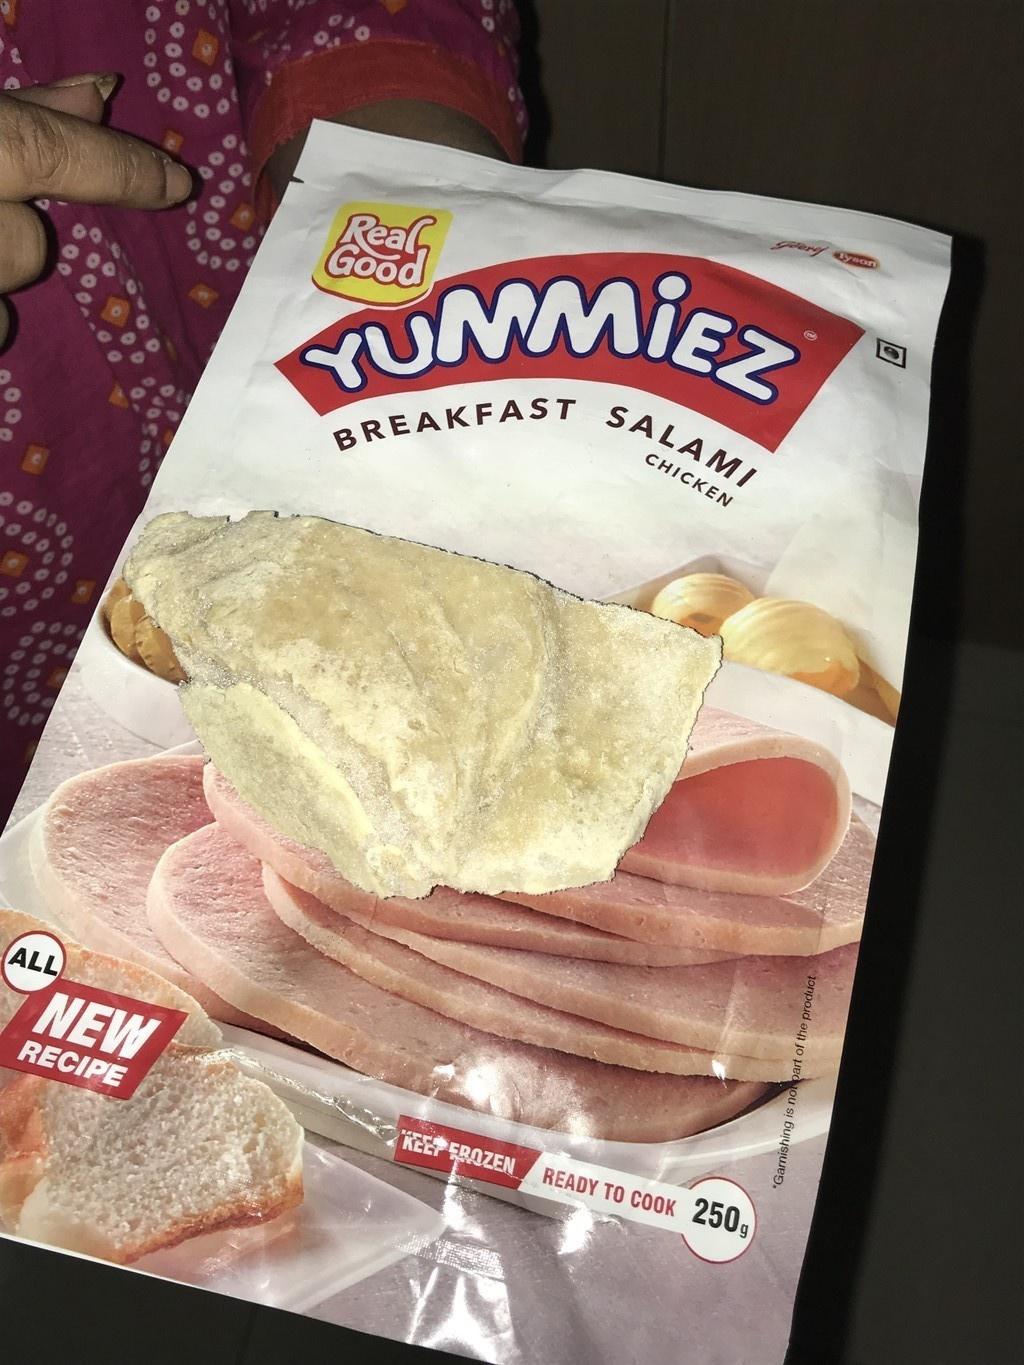 Real
Good
Godrej Tyson
YUMMiEZ™
BREAKFAST SALAMI
CHICKEN
ALL
NEW
RECIPE
KEEP FROZEN
READY TO COOK
250g
*Garnishing is not part of the product